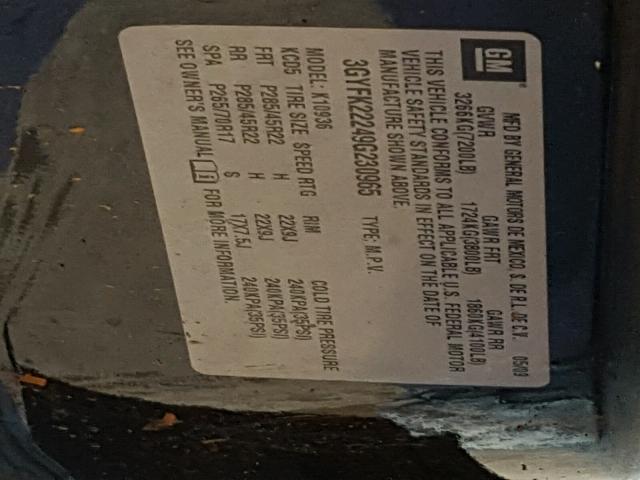 GM MFD BY GENERAL MOTORS DE MEXICO, S. DE R.L. DE C.V. 05/09
GVWR GAWR FRT GAWR RR
3266KG(7200LB) 1724KG(3800LB) 1860KG(4100LB)
THIS VEHICLE CONFORMS TO ALL APPLICABLE U.S. FEDERAL MOTOR
VEHICLE SAFETY STANDARDS IN EFFECT ON THE DATE OF
MANUFACTURE SHOWN ABOVE.
3GYFK22249G230965 TYPE: M.P.V.
MODEL: K10936
KC05 TIRE SIZE SPEED RTG RIM COLD TIRE PRESSURE
FRT P285/45R22 H 22X9J 240KPA(35PSI)
RR P285/45R22 H 22X9J 240KPA(35PSI)
SPA P265/70R17 S 17X7.5J 240KPA(35PSI)
SEE OWNER'S MANUAL FOR MORE INFORMATION.